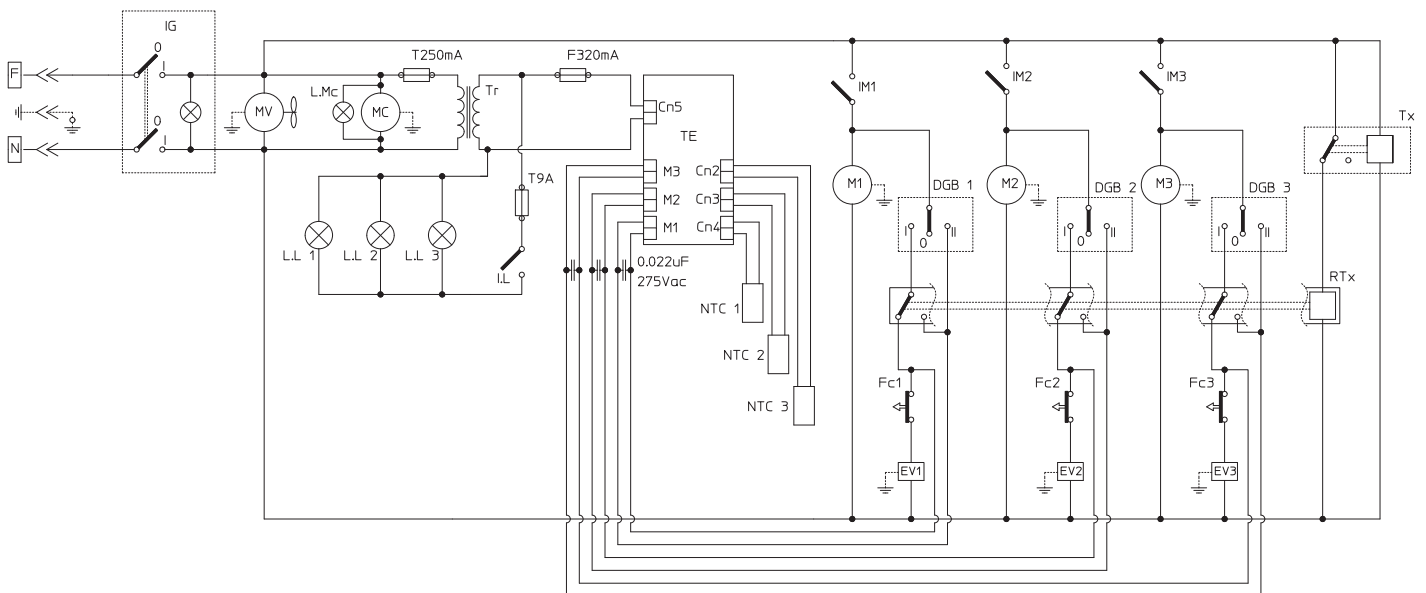 IG
0
I
F
T250mA
F320mA
IM1
IM2
IM3
L.Mc
Tr
Cn5
MV
MC
TE
Tx
0
I
N
T9A
M3
Cn2
M2
Cn3
M1
Cn4
M1
M2
M3
DGB 1
DGB 2
DGB 3
I
0
II
I
0
II
I
0
II
L.L 1
L.L 2
L.L 3
I.L
0.022uF
275Vac
RTx
NTC 1
NTC 2
NTC 3
Fc1
Fc2
Fc3
EV1
EV2
EV3